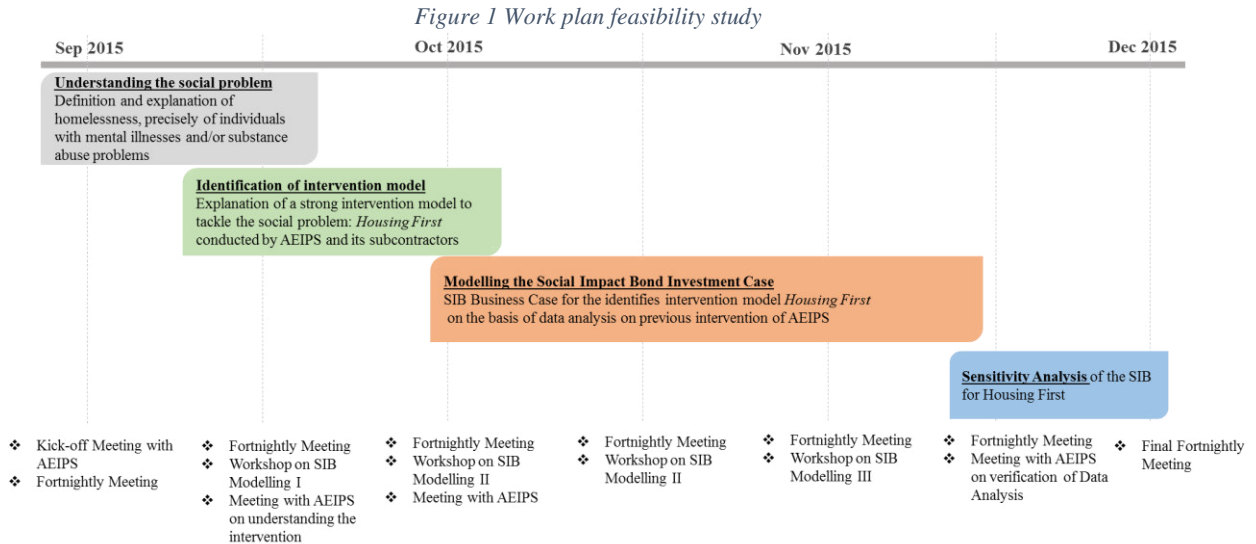 Figure 1 Work plan feasibility study
Sep 2015
Oct 2015
Nov 2015
Dec 2015
Understanding the social problem
Definition and explanation of
homelessness, precisely of individuals
with mental illnesses and/or substance
abuse problems
Identification of intervention model
Explanation of a strong intervention model to
tackle the social problem: Housing First
conducted by AEIPS and its subcontractors
Modelling the Social Impact Bond Investment Case
SIB Business Case for the identifies intervention model Housing First
on the basis of data analysis on previous intervention of AEIPS
Sensitivity Analysis of the SIB
for Housing First
❖ Kick-off Meeting with
AEIPS
❖ Fortnightly Meeting
❖ Fortnightly Meeting
❖ Workshop on SIB
Modelling I
❖ Meeting with AEIPS
on understanding the
intervention
❖ Fortnightly Meeting
❖ Workshop on SIB
Modelling II
❖ Meeting with AEIPS
❖ Fortnightly Meeting
❖ Workshop on SIB
Modelling II
❖ Fortnightly Meeting
❖ Workshop on SIB
Modelling III
❖ Fortnightly Meeting
❖ Meeting with AEIPS
on verification of Data
Analysis
❖ Final Fortnightly
Meeting